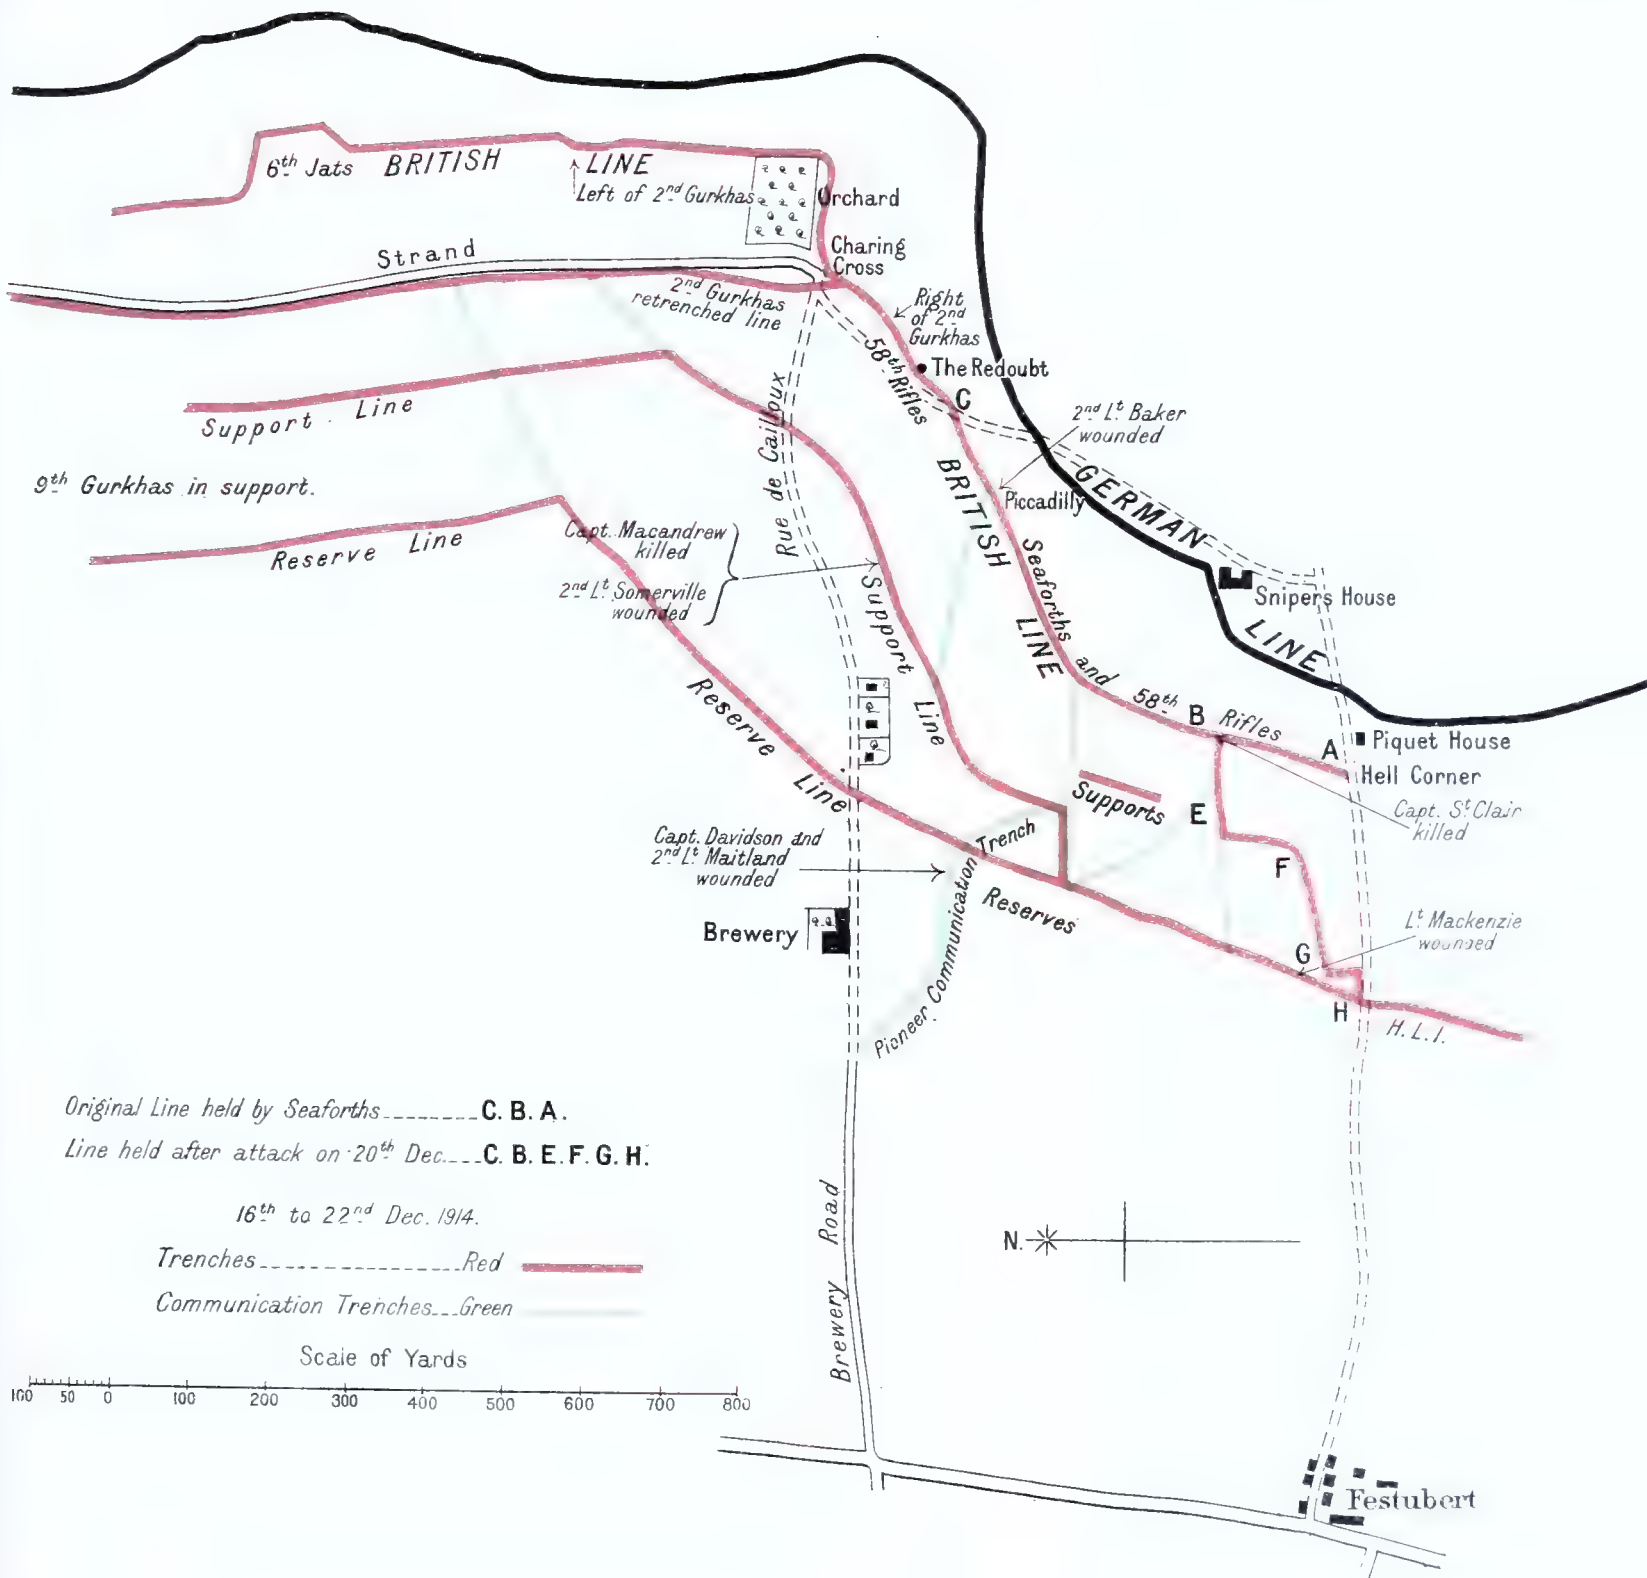 6th Jats
BRITISH LINE
Left of 2nd Gurkhas
Orchard
Strand
Charing
Cross
2nd Gurkhas
retrenched line
Right
of 2nd
Gurkhas
58th Rifles
The Redoubt
C
Support Line
Rue de Cailloux
2nd Lt. Baker
wounded
GERMAN LINE
BRITISH LINE
Piccadilly
9th Gurkhas in support.
Reserve Line
Capt. Macandrew
killed
2nd Lt. Somerville
wounded
Seaforths and 58th Rifles
Snipers House
Support Line
Reserve Line
B
A
Piquet House
Hell Corner
Supports
E
Capt. St. Clair
killed
F
Capt. Davidson and
2nd Lt. Maitland
wounded
Pioneer Communication Trench
Reserves
Brewery
G
Lt. Mackenzie
wounded
H
H.L.I.
Original Line held by Seaforths C. B. A.
Line held after attack on 20th Dec. C. B. E. F. G. H.
16th to 22nd Dec. 1914.
Trenches Red
Communication Trenches Green
Scale of Yards
100 50 0 100 200 300 400 500 600 700 800
N.
Brewery Road
Festubert